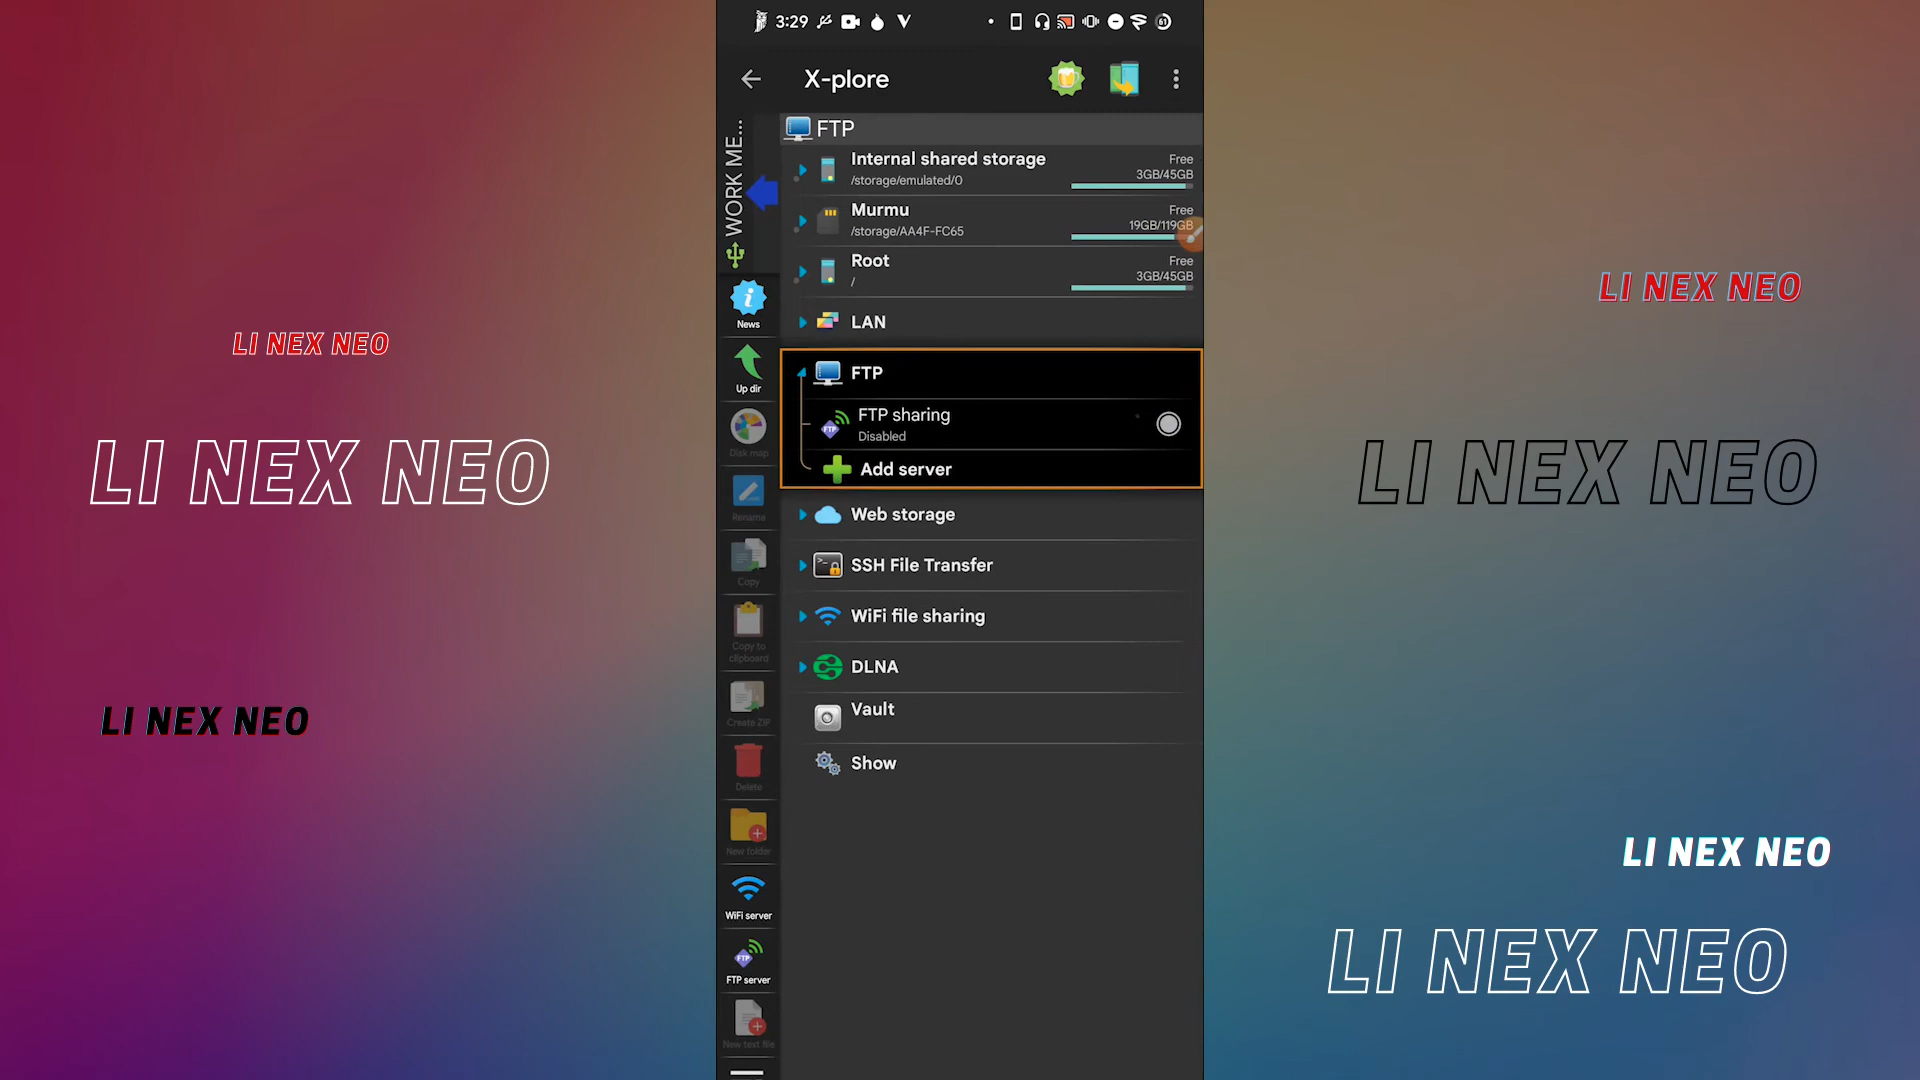 3:29
61
X-plore
WORK ME...
FTP
Internal shared storage
/storage/emulated/0
Free
3GB/45GB
Murmu
/storage/AA4F-FC65
Free
19GB/119GB
Root
/
Free
3GB/45GB
LAN
FTP
FTP sharing
Disabled
Add server
Web storage
SSH File Transfer
WiFi file sharing
DLNA
Vault
Show
News
Up dir
Disk map
Rename
Copy
Copy to
clipboard
Create ZIP
Delete
New folder
WiFi server
FTP
FTP server
New text file
LI NEX NEO
LI NEX NEO
LI NEX NEO
LI NEX NEO
LI NEX NEO
LI NEX NEO
LI NEX NEO